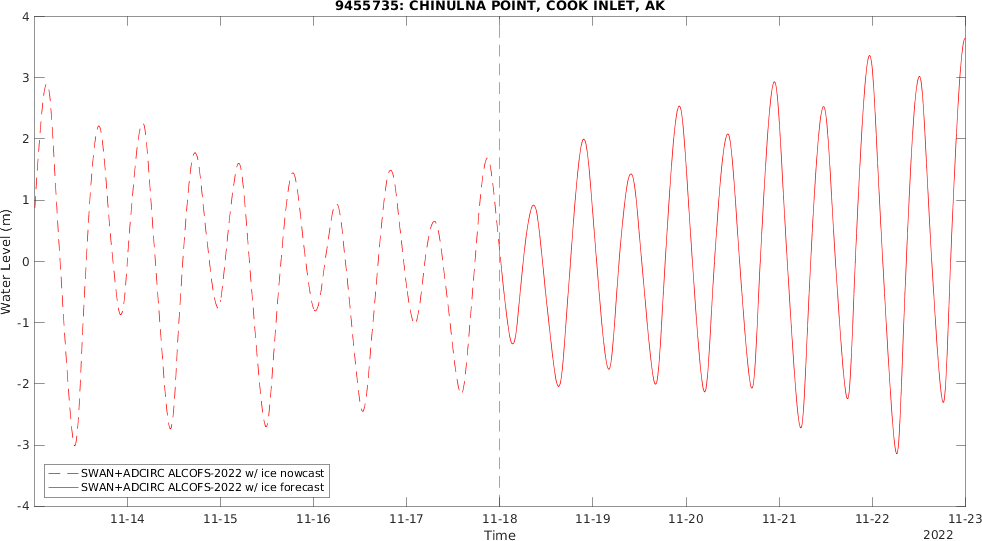 9455735: CHINULNA POINT, COOK INLET, AK
4
3
2
1
0
-1
-2
-3
-4
Water Level (m)
SWAN+ADCIRC ALCOFS-2022 w/ ice nowcast
SWAN+ADCIRC ALCOFS-2022 w/ ice forecast
11-14 11-15 11-16 11-17 11-18 11-19 11-20 11-21 11-22 11-23
Time
2022